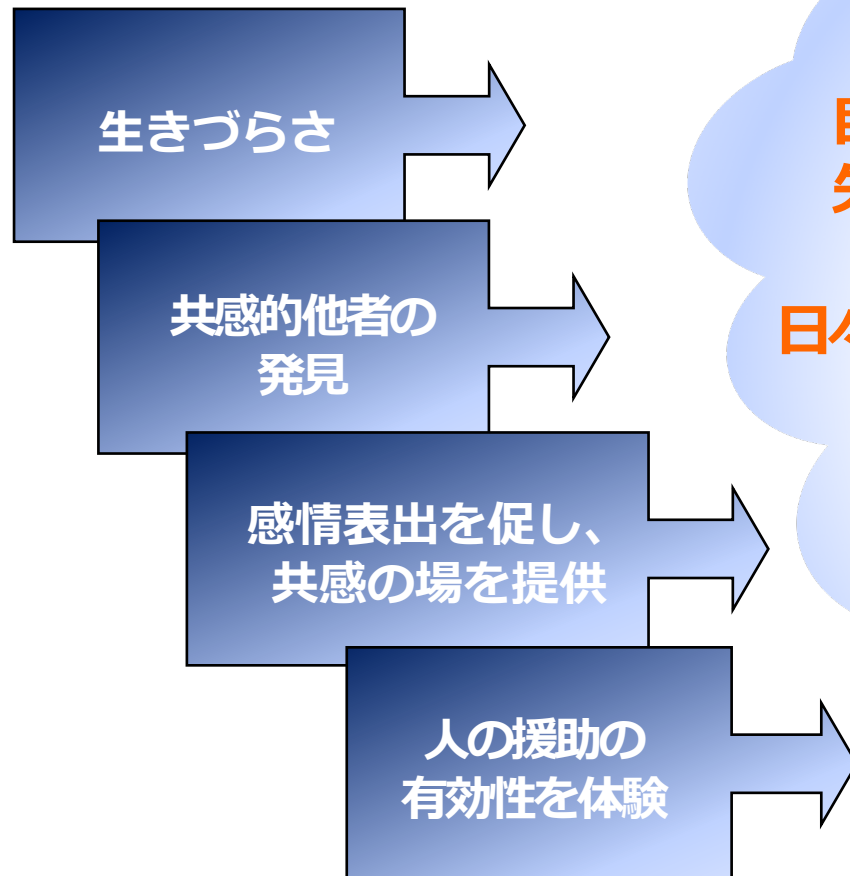 生きづらさ
共感的他者の
発見
感情表出を促し、
共感の場を提供
人の援助の
有効性を体験
日々